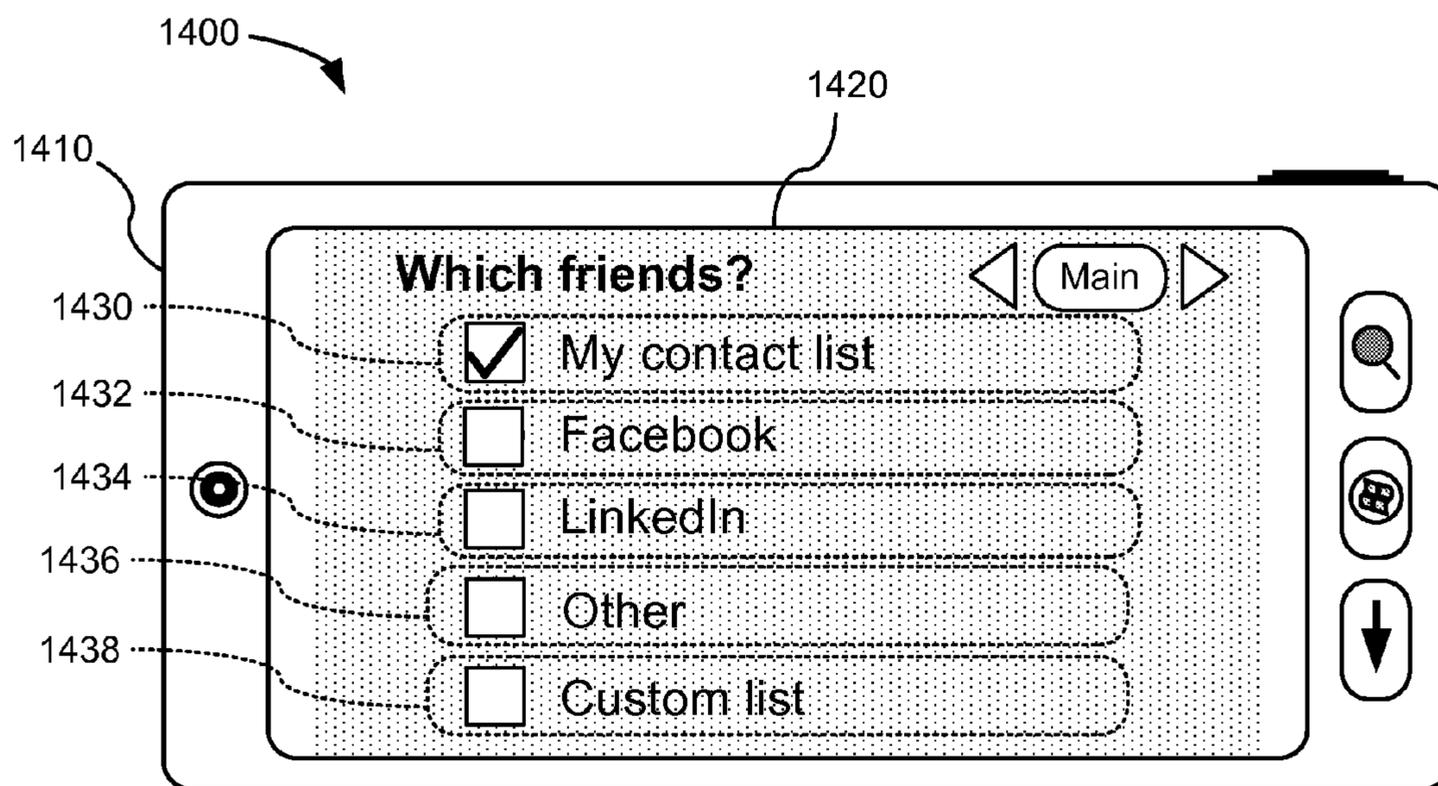 1400
1420
1410
Which friends?
Main
1430
My contact list
1432
Facebook
1434
LinkedIn
1436
Other
1438
Custom list